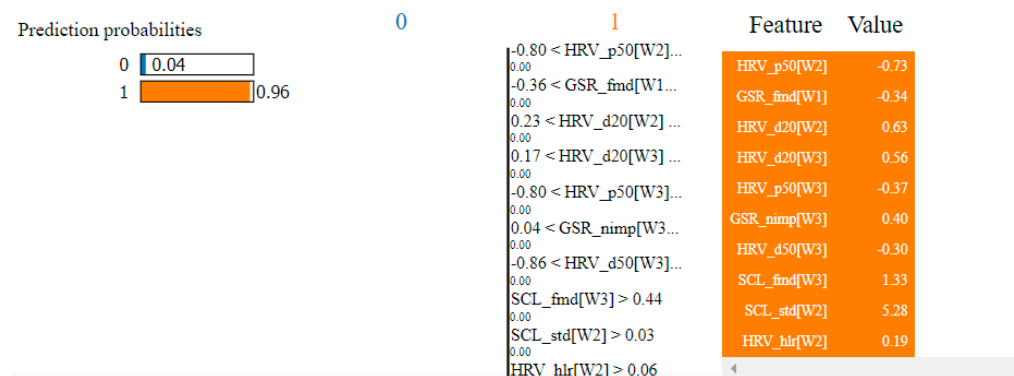 Prediction probabilities
0 0.04
1 0.96
0 1
-0.80 < HRV_p50[W2]...
0.00
-0.36 < GSR_fmd[W1...
0.00
0.23 < HRV_d20[W2] ...
0.00
0.17 < HRV_d20[W3] ...
0.00
-0.80 < HRV_p50[W3]...
0.00
0.04 < GSR_nimp[W3...
0.00
-0.86 < HRV_d50[W3]...
0.00
SCL_fmd[W3] > 0.44
0.00
SCL_std[W2] > 0.03
0.00
HRV_hlr[W2] > 0.06
Feature Value
HRV_p50[W2] -0.73
GSR_fmd[W1] -0.34
HRV_d20[W2] 0.63
HRV_d20[W3] 0.56
HRV_p50[W3] -0.37
GSR_nimp[W3] 0.40
HRV_d50[W3] -0.30
SCL_fmd[W3] 1.33
SCL_std[W2] 5.28
HRV_hlr[W2] 0.19